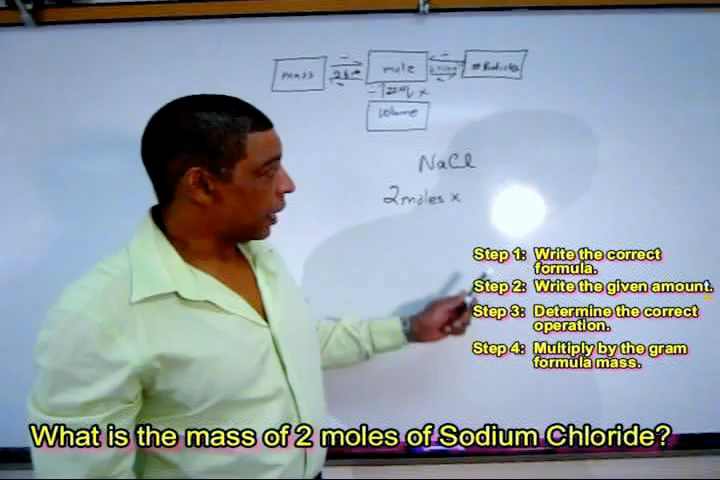 mass
mole
volume
NaCl
2moles x
Step 1: Write the correct
formula.
Step 2: Write the given amount.
Step 3: Determine the correct
operation.
Step 4: Multiply by the gram
formula mass.
What is the mass of 2 moles of Sodium Chloride?